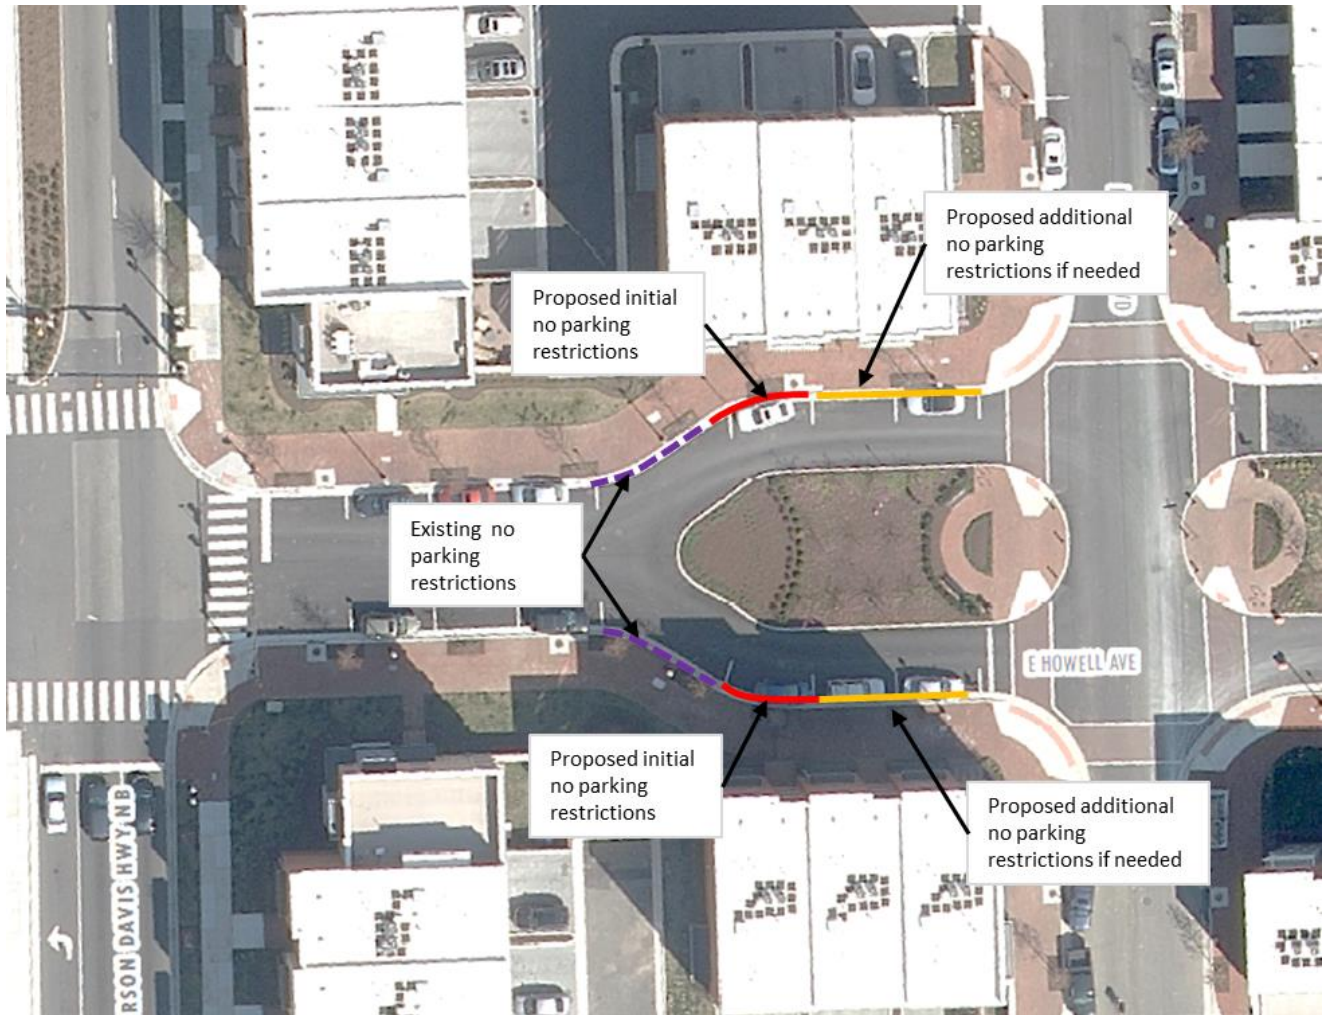 Proposed additional
no parking
restrictions if needed
Proposed initial
no parking
restrictions
VD
Existing no
parking
restrictions
E HOWELL AVE
Proposed initial
no parking
restrictions
Proposed additional
no parking
restrictions if needed
RSON DAVIS HWY NB